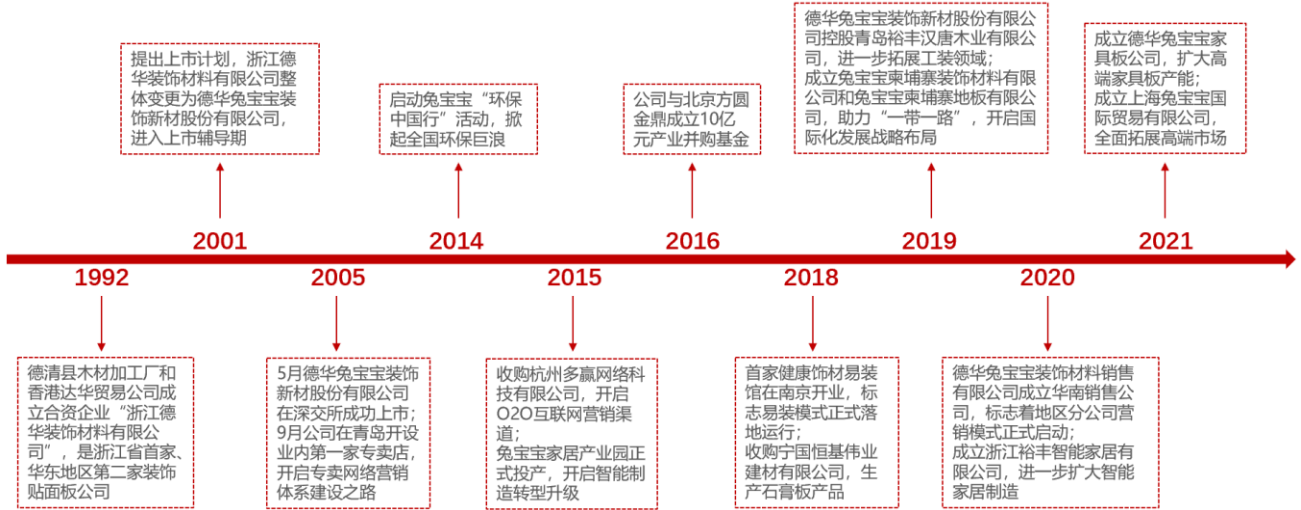 提出上市计划，浙江德
华装饰材料有限公司整
体变更为德华兔宝宝装
饰新材股份有限公司，
进入上市辅导期
启动兔宝宝“环保
中国行”活动，掀
起全国环保巨浪
公司与北京方圆
金鼎成立10亿
元产业并购基金
德华兔宝宝装饰新材股份有限公
司控股青岛裕丰汉唐木业有限公
司，进一步拓展工装领域；
成立兔宝宝柬埔寨装饰材料有限
公司和兔宝宝柬埔寨地板有限公
司，助力“一带一路”，开启国
际化发展战略布局
成立德华兔宝宝家
具板公司，扩大高
端家具板产能；
成立上海兔宝宝国
际贸易有限公司，
全面拓展高端市场
2001
2014
2016
2019
2021
1992
2005
2015
2018
2020
德清县木材加工厂和
香港达华贸易公司成
立合资企业“浙江德
华装饰材料有限公
司”，是浙江省首家、
华东地区第二家装饰
贴面板公司
5月德华兔宝宝装饰
新材股份有限公司
在深交所成功上市；
9月公司在青岛开设
业内第一家专卖店，
开启专卖网络营销
体系建设之路
收购杭州多赢网络科
技有限公司，开启
O2O互联网营销渠
道；
兔宝宝家居产业园正
式投产，开启智能制
造转型升级
首家健康饰材易装
馆在南京开业，标
志易装模式正式落
地运行；
收购宁国恒基伟业
建材有限公司，生
产石膏板产品
德华兔宝宝装饰材料销售
有限公司成立华南销售公
司，标志着地区分公司营
销模式正式启动；
成立浙江裕丰智能家居有
限公司，进一步扩大智能
家居制造